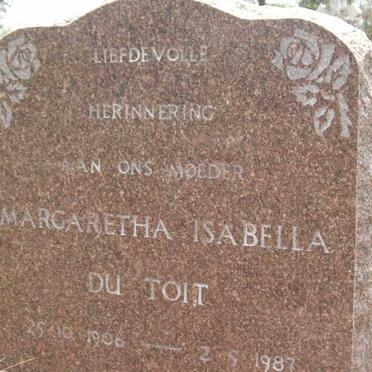 LIEFDEVOLLE
HERINNERING
AAN ONS MOEDER
MARGARETHA ISABELLA
DU TOIT
25·10·1906 — 2·5·1987